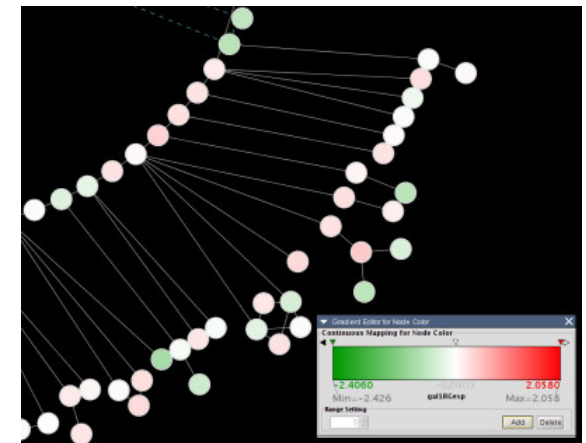 Gradient Editor for Node Color
Continuous Mapping for Node Color
-2.4060 2.0580
Min=-2.426 gal1RGexp Max=2.058
Range Setting
Add Delete